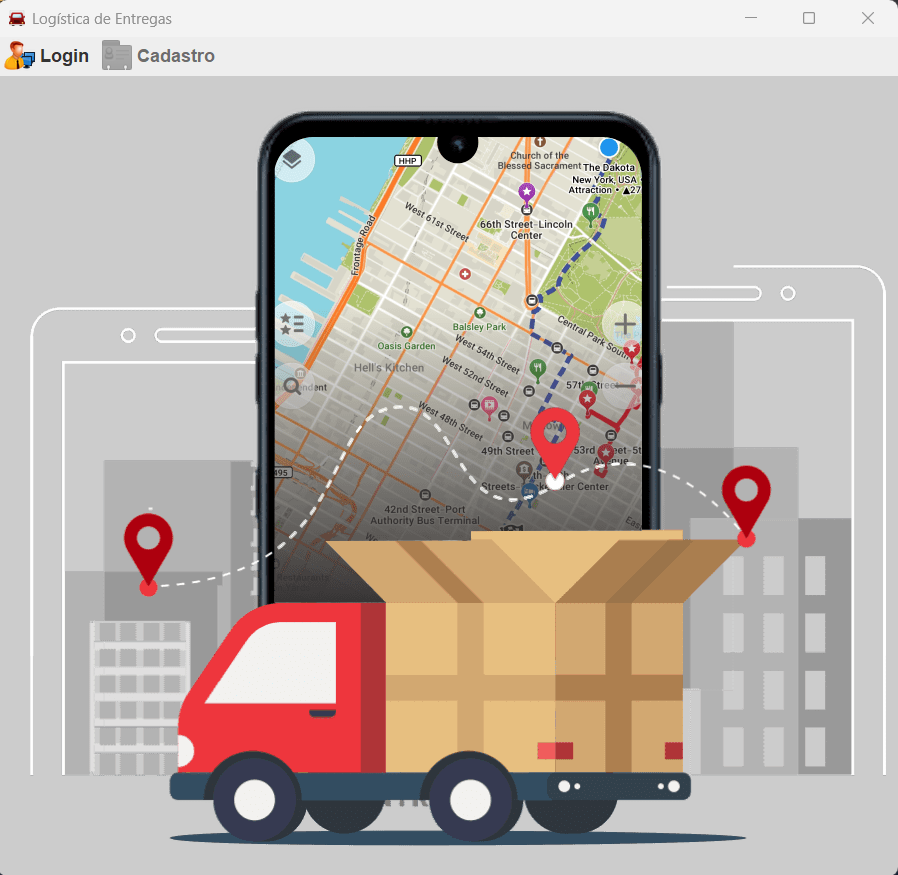 Logística de Entregas
Login
Cadastro
HHP
Church of the
Blessed Sacrament
The Dakota
New York, USA
Attraction • ▲27
West 61st Street
66th Street-Lincoln
Center
Frontage Road
Balsley Park
Oasis Garden
Central Park South
West 54th Street
Hell's Kitchen
West 52nd Street
57th Street
West 48th Street
49th Street
53rd Street
Avenue
Center
495
42nd Street-Port
Authority Bus Terminal